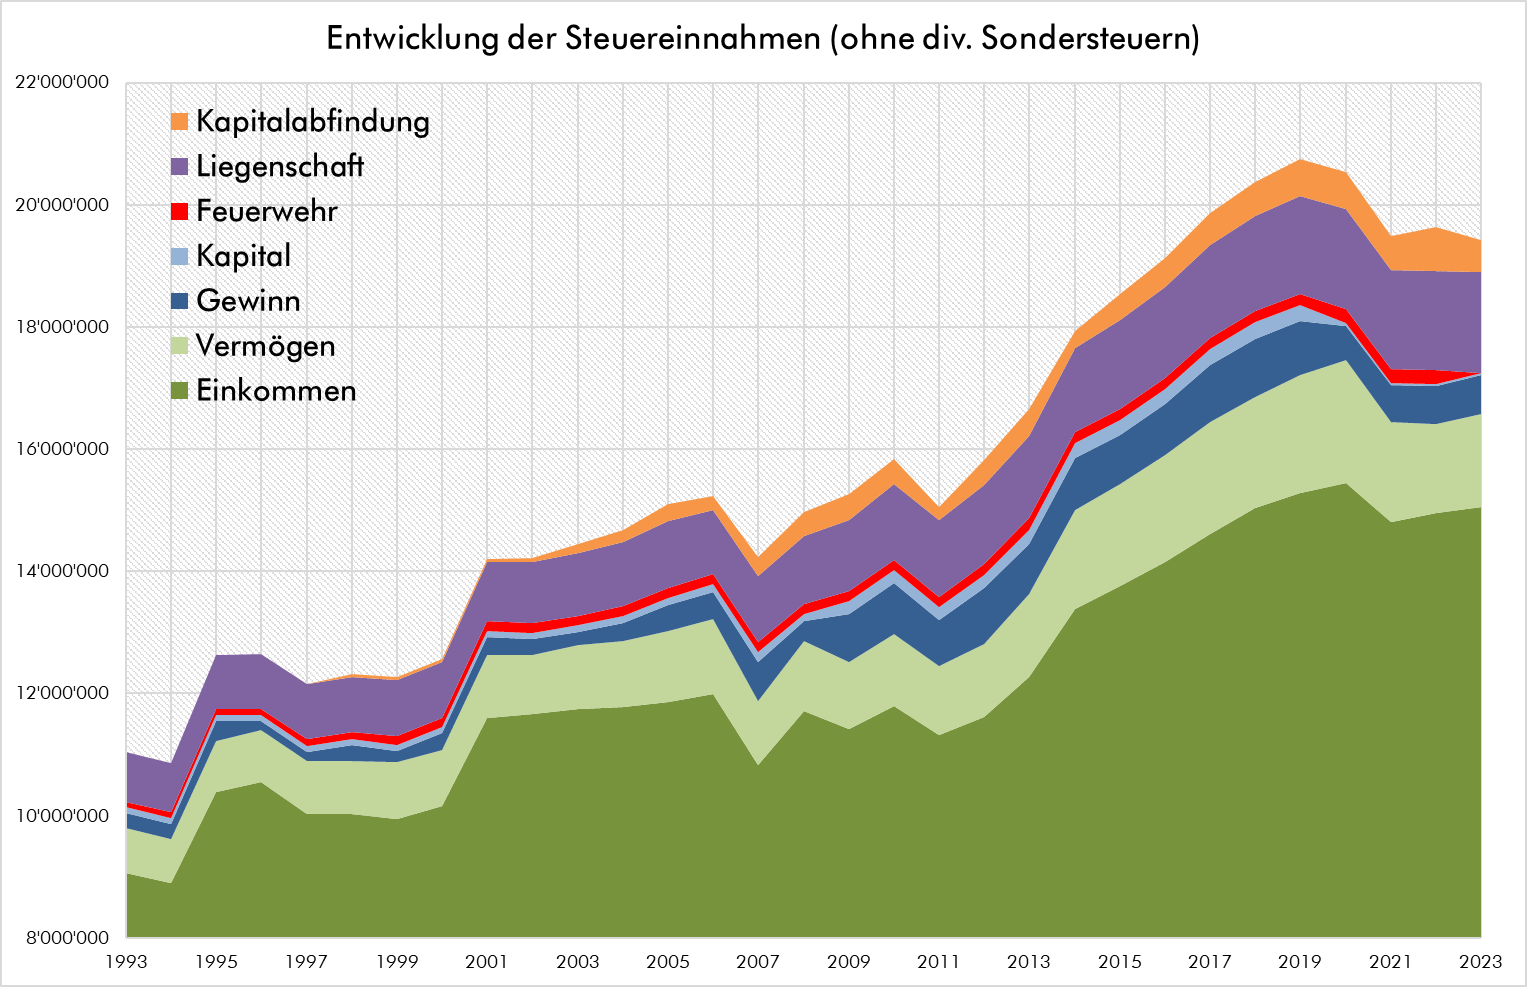 Entwicklung der Steuereinnahmen (ohne div. Sondersteuern)
22'000'000
20'000'000
18'000'000
16'000'000
14'000'000
12'000'000
10'000'000
8'000'000
Kapitalabfindung
Liegenschaft
Feuerwehr
Kapital
Gewinn
Vermögen
Einkommen
1993 1995 1997 1999 2001 2003 2005 2007 2009 2011 2013 2015 2017 2019 2021 2023